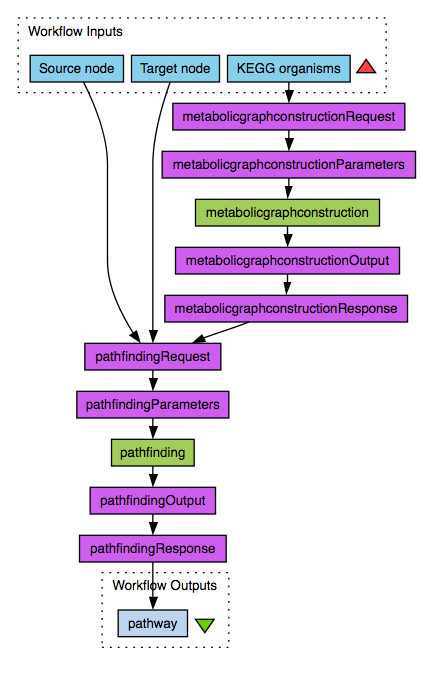 Workflow Inputs
Source node
Target node
KEGG organisms
metabolicgraphconstructionRequest
metabolicgraphconstructionParameters
metabolicgraphconstruction
metabolicgraphconstructionOutput
metabolicgraphconstructionResponse
pathfindingRequest
pathfindingParameters
pathfinding
pathfindingOutput
pathfindingResponse
Workflow Outputs
pathway